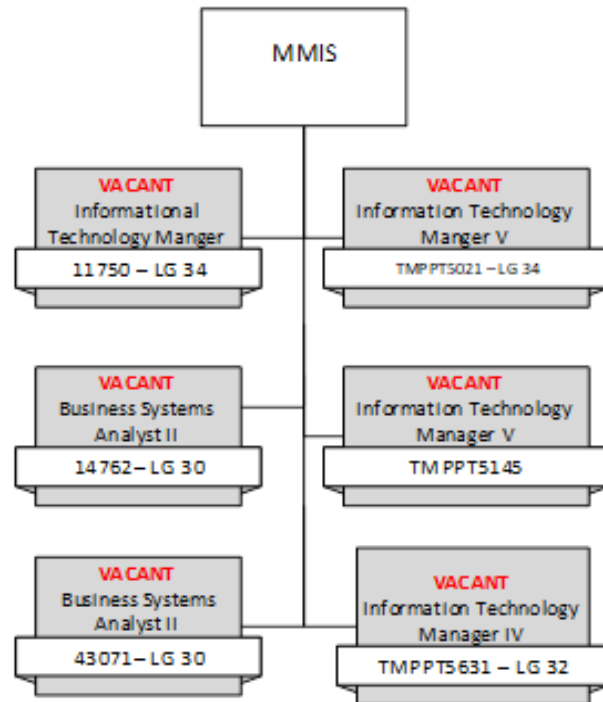 MMIS
VACANT
Informational
Technology Manger
11750 – LG 34
VACANT
Information Technology
Manger V
TMPPT5021 – LG 34
VACANT
Business Systems
Analyst II
14762– LG 30
VACANT
Information Technology
Manager V
TMPPT5145
VACANT
Business Systems
Analyst II
43071– LG 30
VACANT
Information Technology
Manager IV
TMPPT5631 – LG 32